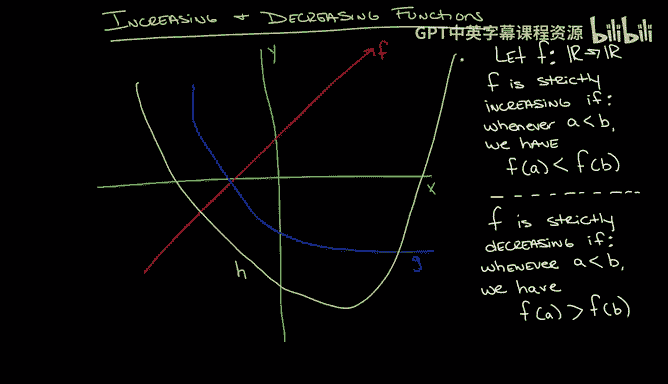 INCREASING & DECREASING FUNCTIONS
GPT中英字幕课程资源 bilibili
y
f
x
h
g
LET f: ℝ→ℝ
f is strictly
INCREASING if:
whenever a<b,
we HAVE
f(a) < f(b)
f is strictly
DECREASING if:
WHENEVER a<b,
we have
f(a) > f(b)